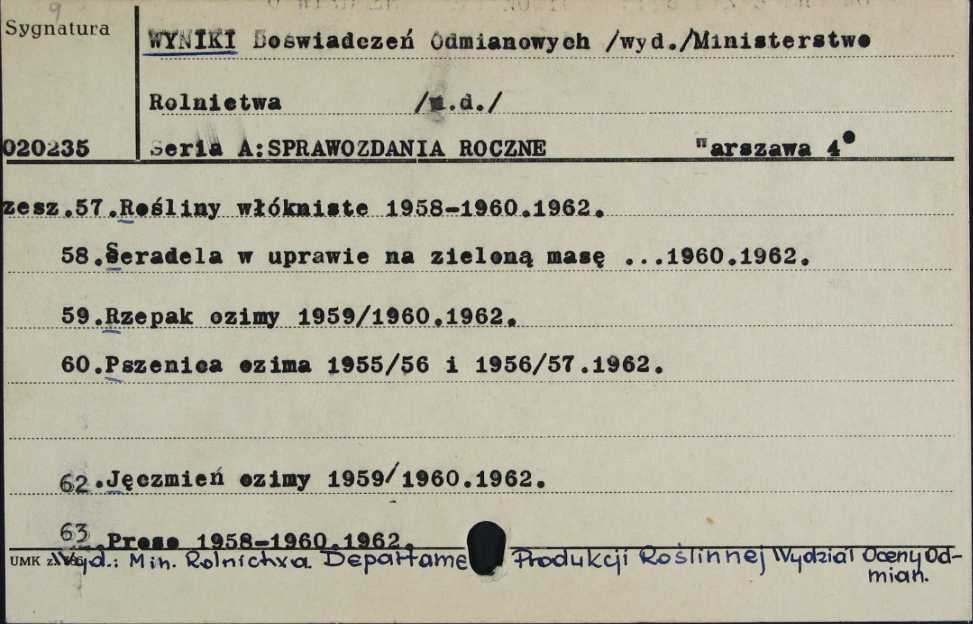 9
Sygnatura
WYNIKI Doświadczeń Odmianowych /wyd./Ministerstwo
Rolnictwa /n.d./
020235 Seria A:SPRAWOZDANIA ROCZNE Warszawa 4°
zesz.57.Rośliny włókniste 1958-1960.1962.
58.Seradela w uprawie na zieloną masę ...1960.1962.
59.Rzepak ozimy 1959/1960.1962.
60.Pszenica ozima 1955/56 i 1956/57.1962.
62.Jęczmień ozimy 1959/1960.1962.
63.Proso 1958-1960.1962.
UMK z.
Wyd.: Min. Rolnictwa Departame Produkcji Roślinnej Wydział Oceny Od-
mian.